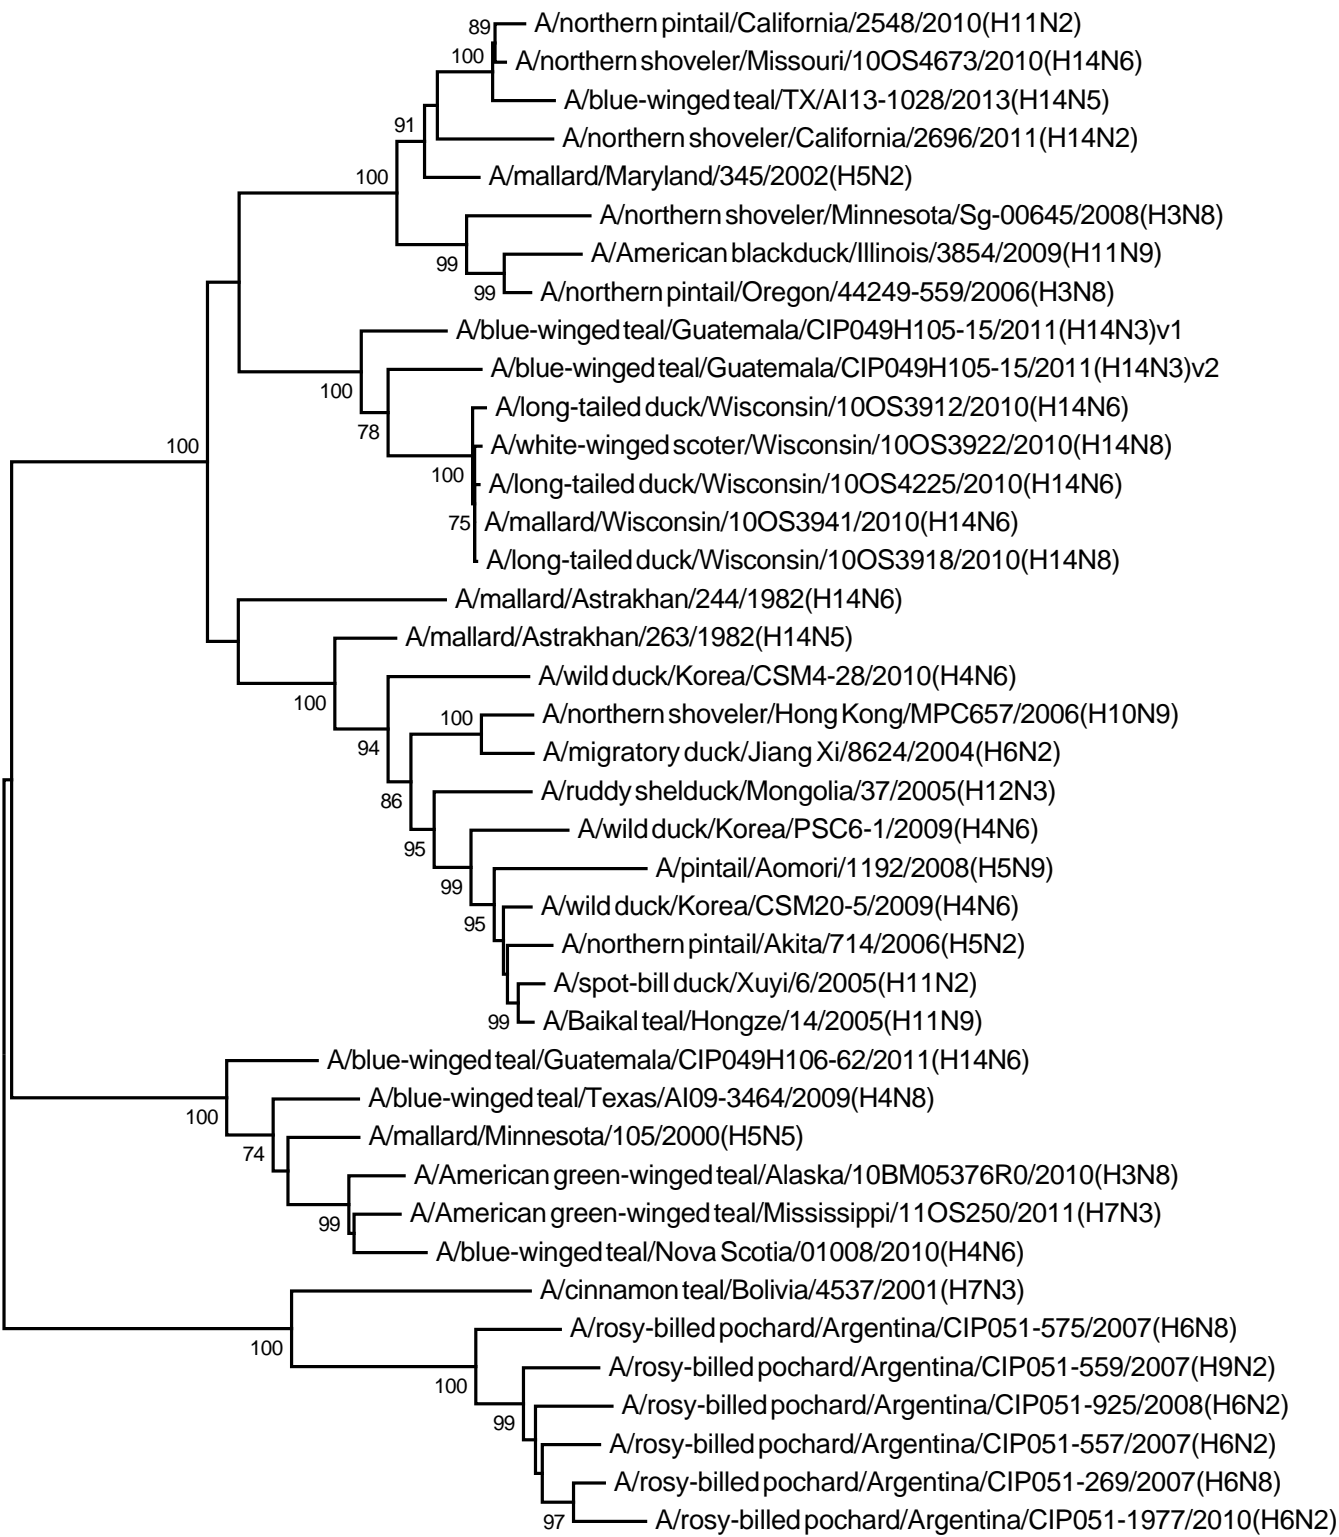 89
A/northern pintail/California/2548/2010(H11N2)
100
A/northern shoveler/Missouri/10OS4673/2010(H14N6)
A/blue-winged teal/TX/AI13-1028/2013(H14N5)
91
A/northern shoveler/California/2696/2011(H14N2)
100
A/mallard/Maryland/345/2002(H5N2)
A/northern shoveler/Minnesota/Sg-00645/2008(H3N8)
99
A/American blackduck/Illinois/3854/2009(H11N9)
99
A/northern pintail/Oregon/44249-559/2006(H3N8)
A/blue-winged teal/Guatemala/CIP049H105-15/2011(H14N3)v1
100
A/blue-winged teal/Guatemala/CIP049H105-15/2011(H14N3)v2
78
A/long-tailed duck/Wisconsin/10OS3912/2010(H14N6)
100
A/white-winged scoter/Wisconsin/10OS3922/2010(H14N8)
100
A/long-tailed duck/Wisconsin/10OS4225/2010(H14N6)
75
A/mallard/Wisconsin/10OS3941/2010(H14N6)
A/long-tailed duck/Wisconsin/10OS3918/2010(H14N8)
A/mallard/Astrakhan/244/1982(H14N6)
A/mallard/Astrakhan/263/1982(H14N5)
100
A/wild duck/Korea/CSM4-28/2010(H4N6)
100
A/northern shoveler/Hong Kong/MPC657/2006(H10N9)
94
A/migratory duck/Jiang Xi/8624/2004(H6N2)
86
A/ruddy shelduck/Mongolia/37/2005(H12N3)
95
A/wild duck/Korea/PSC6-1/2009(H4N6)
99
A/pintail/Aomori/1192/2008(H5N9)
95
A/wild duck/Korea/CSM20-5/2009(H4N6)
A/northern pintail/Akita/714/2006(H5N2)
A/spot-bill duck/Xuyi/6/2005(H11N2)
99
A/Baikal teal/Hongze/14/2005(H11N9)
A/blue-winged teal/Guatemala/CIP049H106-62/2011(H14N6)
100
A/blue-winged teal/Texas/AI09-3464/2009(H4N8)
74
A/mallard/Minnesota/105/2000(H5N5)
A/American green-winged teal/Alaska/10BM05376R0/2010(H3N8)
99
A/American green-winged teal/Mississippi/11OS250/2011(H7N3)
A/blue-winged teal/Nova Scotia/01008/2010(H4N6)
A/cinnamon teal/Bolivia/4537/2001(H7N3)
100
A/rosy-billed pochard/Argentina/CIP051-575/2007(H6N8)
100
A/rosy-billed pochard/Argentina/CIP051-559/2007(H9N2)
99
A/rosy-billed pochard/Argentina/CIP051-925/2008(H6N2)
A/rosy-billed pochard/Argentina/CIP051-557/2007(H6N2)
A/rosy-billed pochard/Argentina/CIP051-269/2007(H6N8)
97
A/rosy-billed pochard/Argentina/CIP051-1977/2010(H6N2)